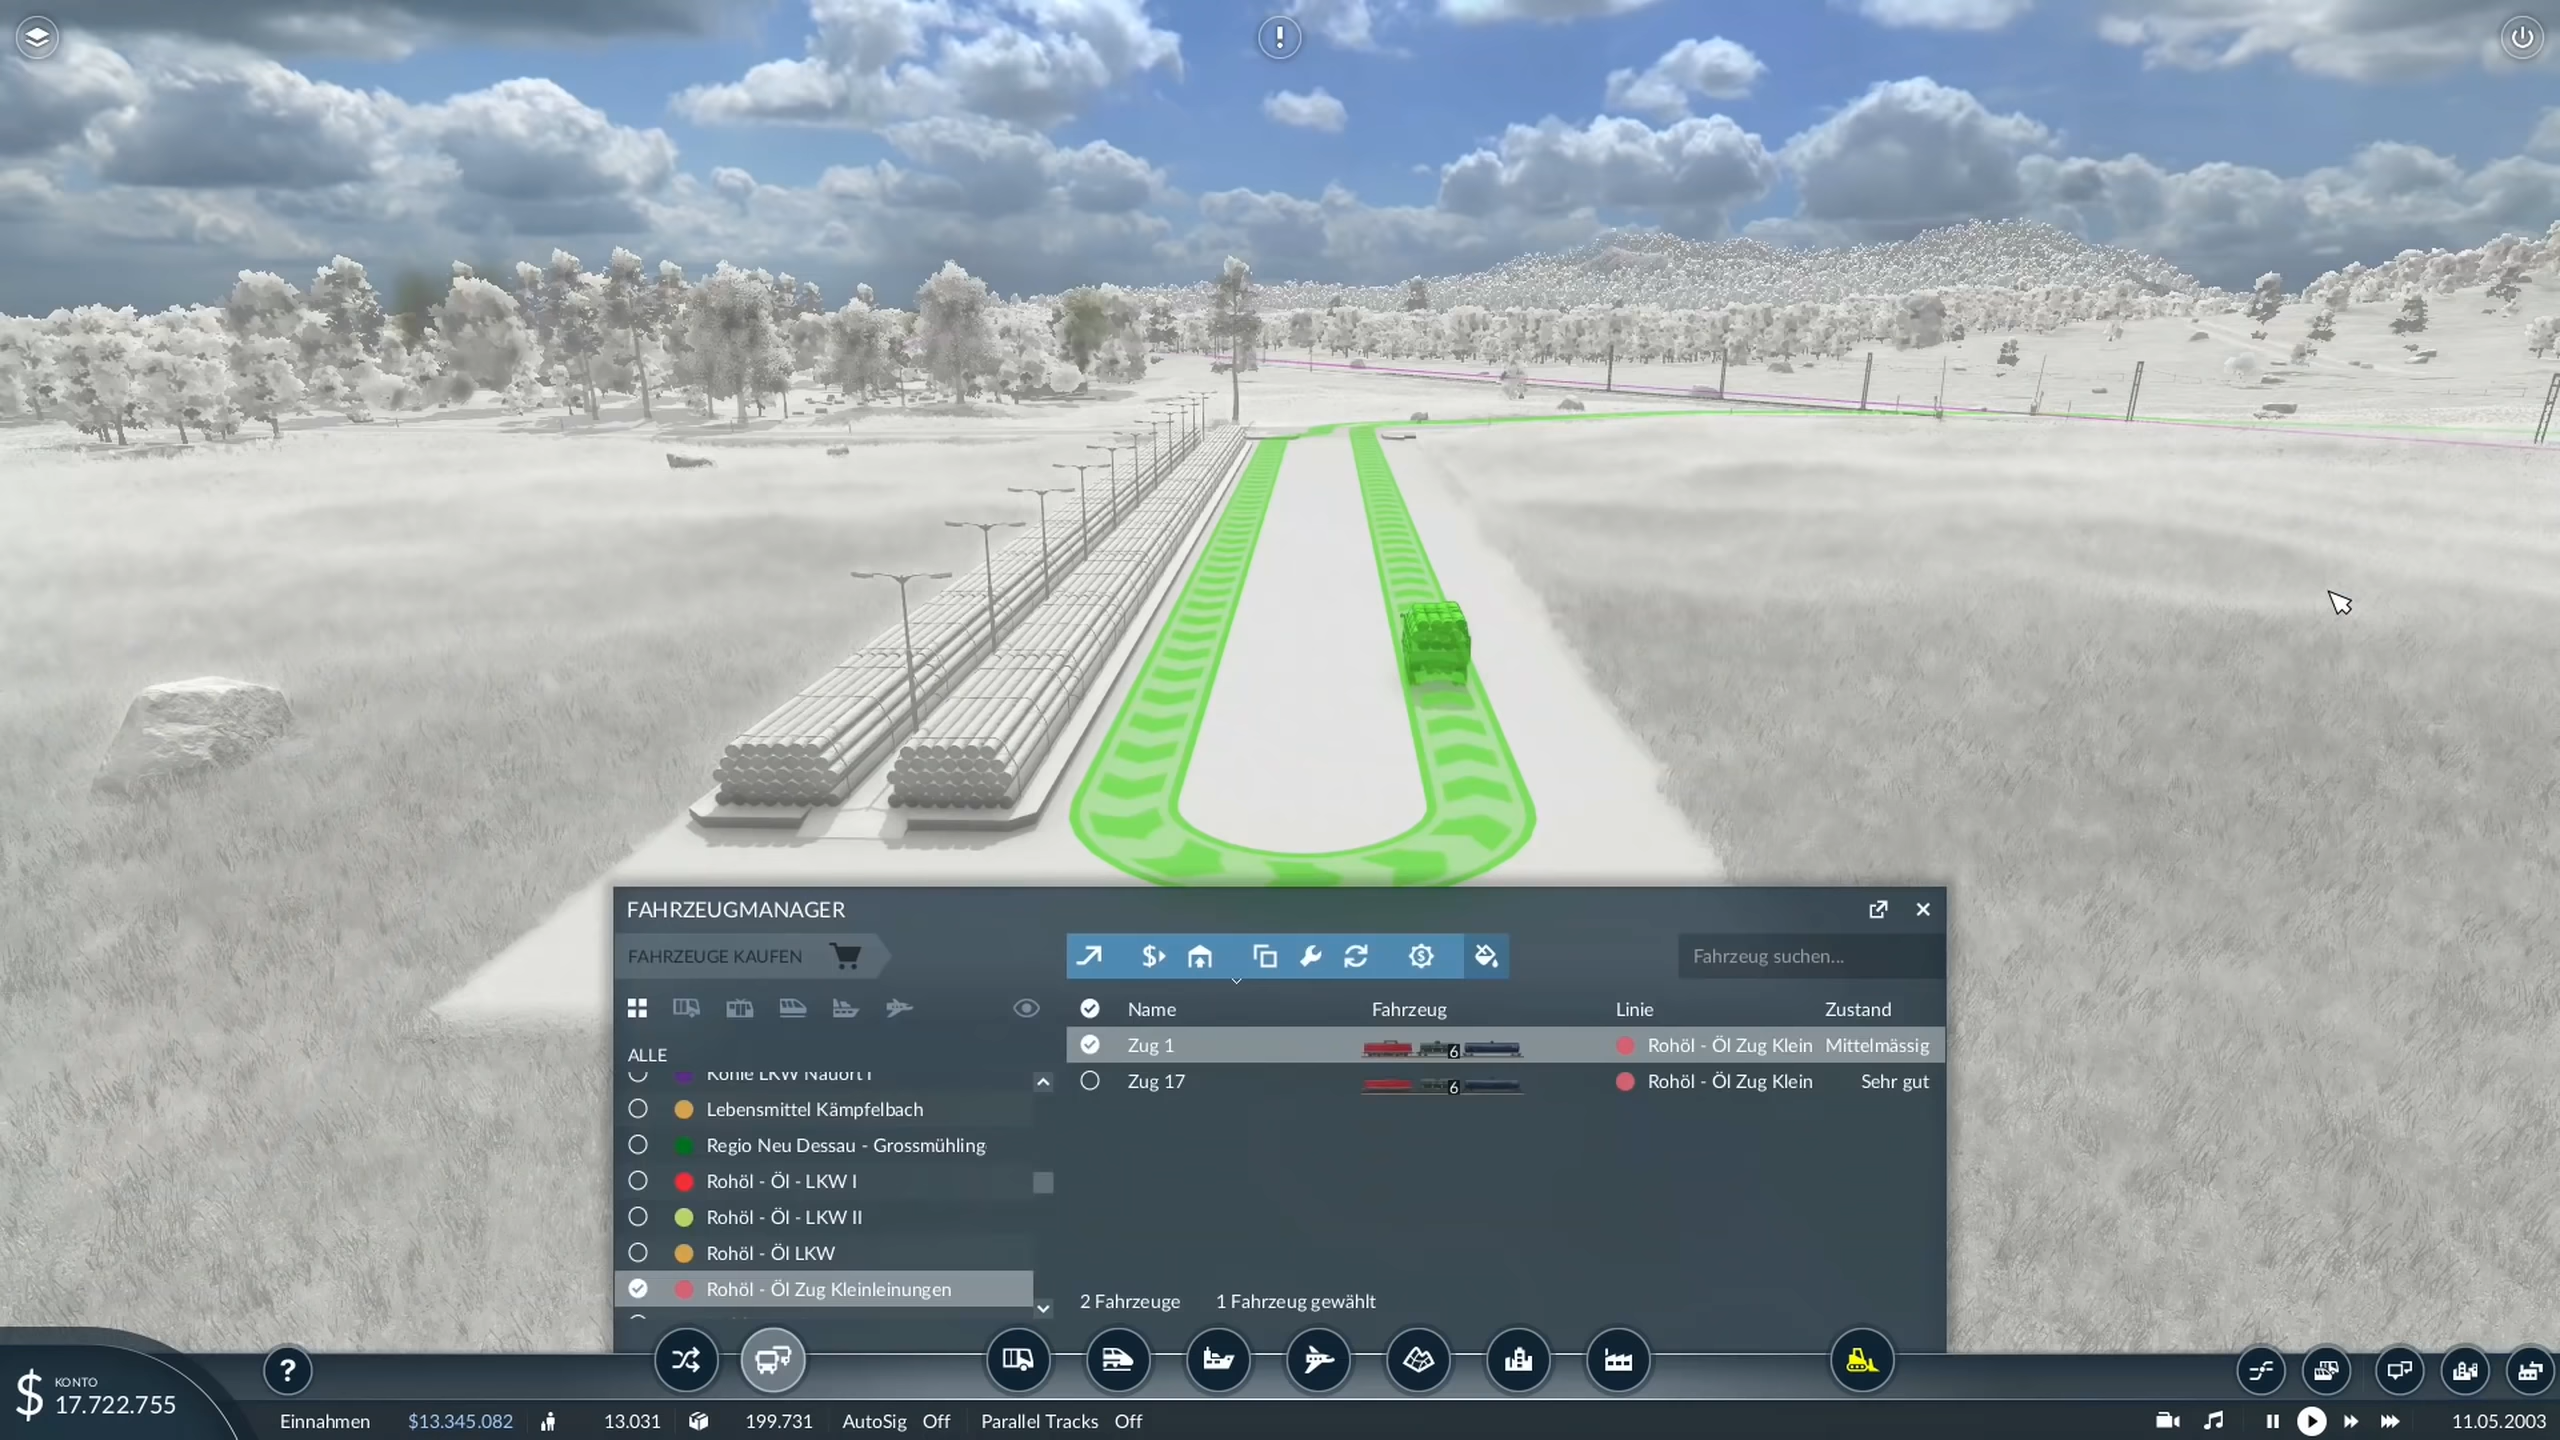 FAHRZEUGMANAGER
FAHRZEUGE KAUFEN
Fahrzeug suchen...
ALLE
Kohle LKW Nauort I
Lebensmittel Kämpfelbach
Regio Neu Dessau - Grossmühling
Rohöl - Öl - LKW I
Rohöl - Öl - LKW II
Rohöl - Öl LKW
Rohöl - Öl Zug Kleinleinungen
Name Fahrzeug Linie Zustand
Zug 1 6 Rohöl - Öl Zug Klein Mittelmässig
Zug 17 6 Rohöl - Öl Zug Klein Sehr gut
2 Fahrzeuge 1 Fahrzeug gewählt
KONTO
$ 17.722.755
?
Einnahmen $13.345.082 13.031 199.731 AutoSig Off Parallel Tracks Off 11.05.2003